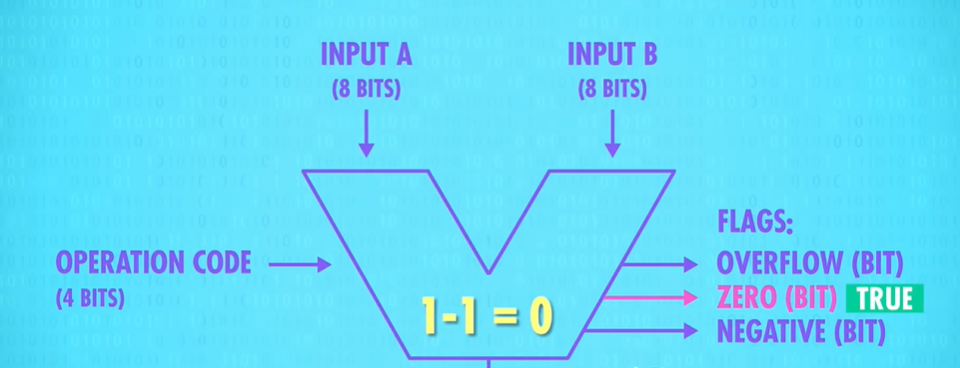 INPUT A
(8 BITS)
INPUT B
(8 BITS)
OPERATION CODE
(4 BITS)
1-1 = 0
FLAGS:
OVERFLOW (BIT)
ZERO (BIT) TRUE
NEGATIVE (BIT)